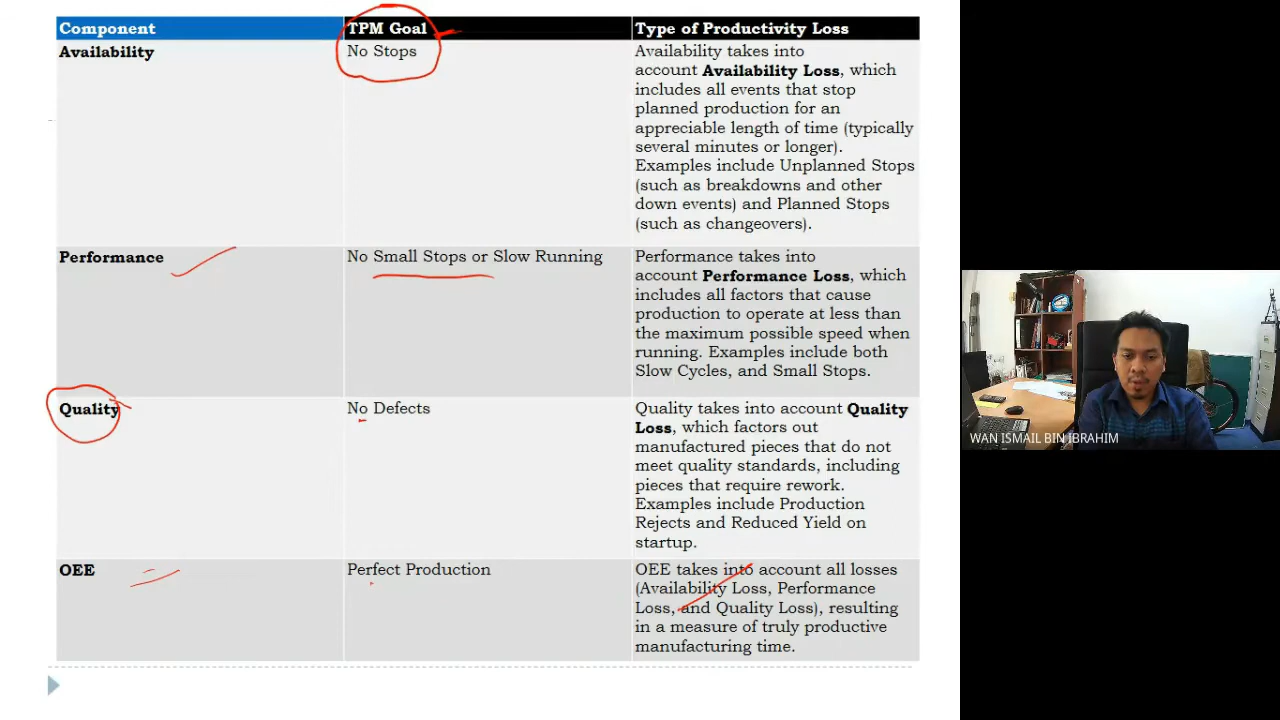 Component TPM Goal Type of Productivity Loss
Availability No Stops Availability takes into
account Availability Loss, which
includes all events that stop
planned production for an
appreciable length of time (typically
several minutes or longer).
Examples include Unplanned Stops
(such as breakdowns and other
down events) and Planned Stops
(such as changeovers).
Performance No Small Stops or Slow Running Performance takes into
account Performance Loss, which
includes all factors that cause
production to operate at less than
the maximum possible speed when
running. Examples include both
Slow Cycles, and Small Stops.
Quality No Defects Quality takes into account Quality
Loss, which factors out
manufactured pieces that do not
meet quality standards, including
pieces that require rework.
Examples include Production
Rejects and Reduced Yield on
startup.
OEE Perfect Production OEE takes into account all losses
(Availability Loss, Performance
Loss, and Quality Loss), resulting
in a measure of truly productive
manufacturing time.
WAN ISMAIL BIN IBRAHIM